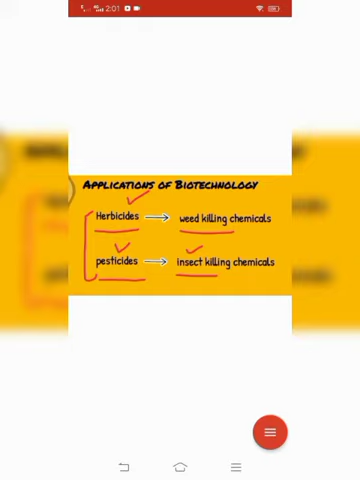 2:01
APPLICATIONS OF BIOTECHNOLOGY
Herbicides → weed killing chemicals
pesticides → insect killing chemicals